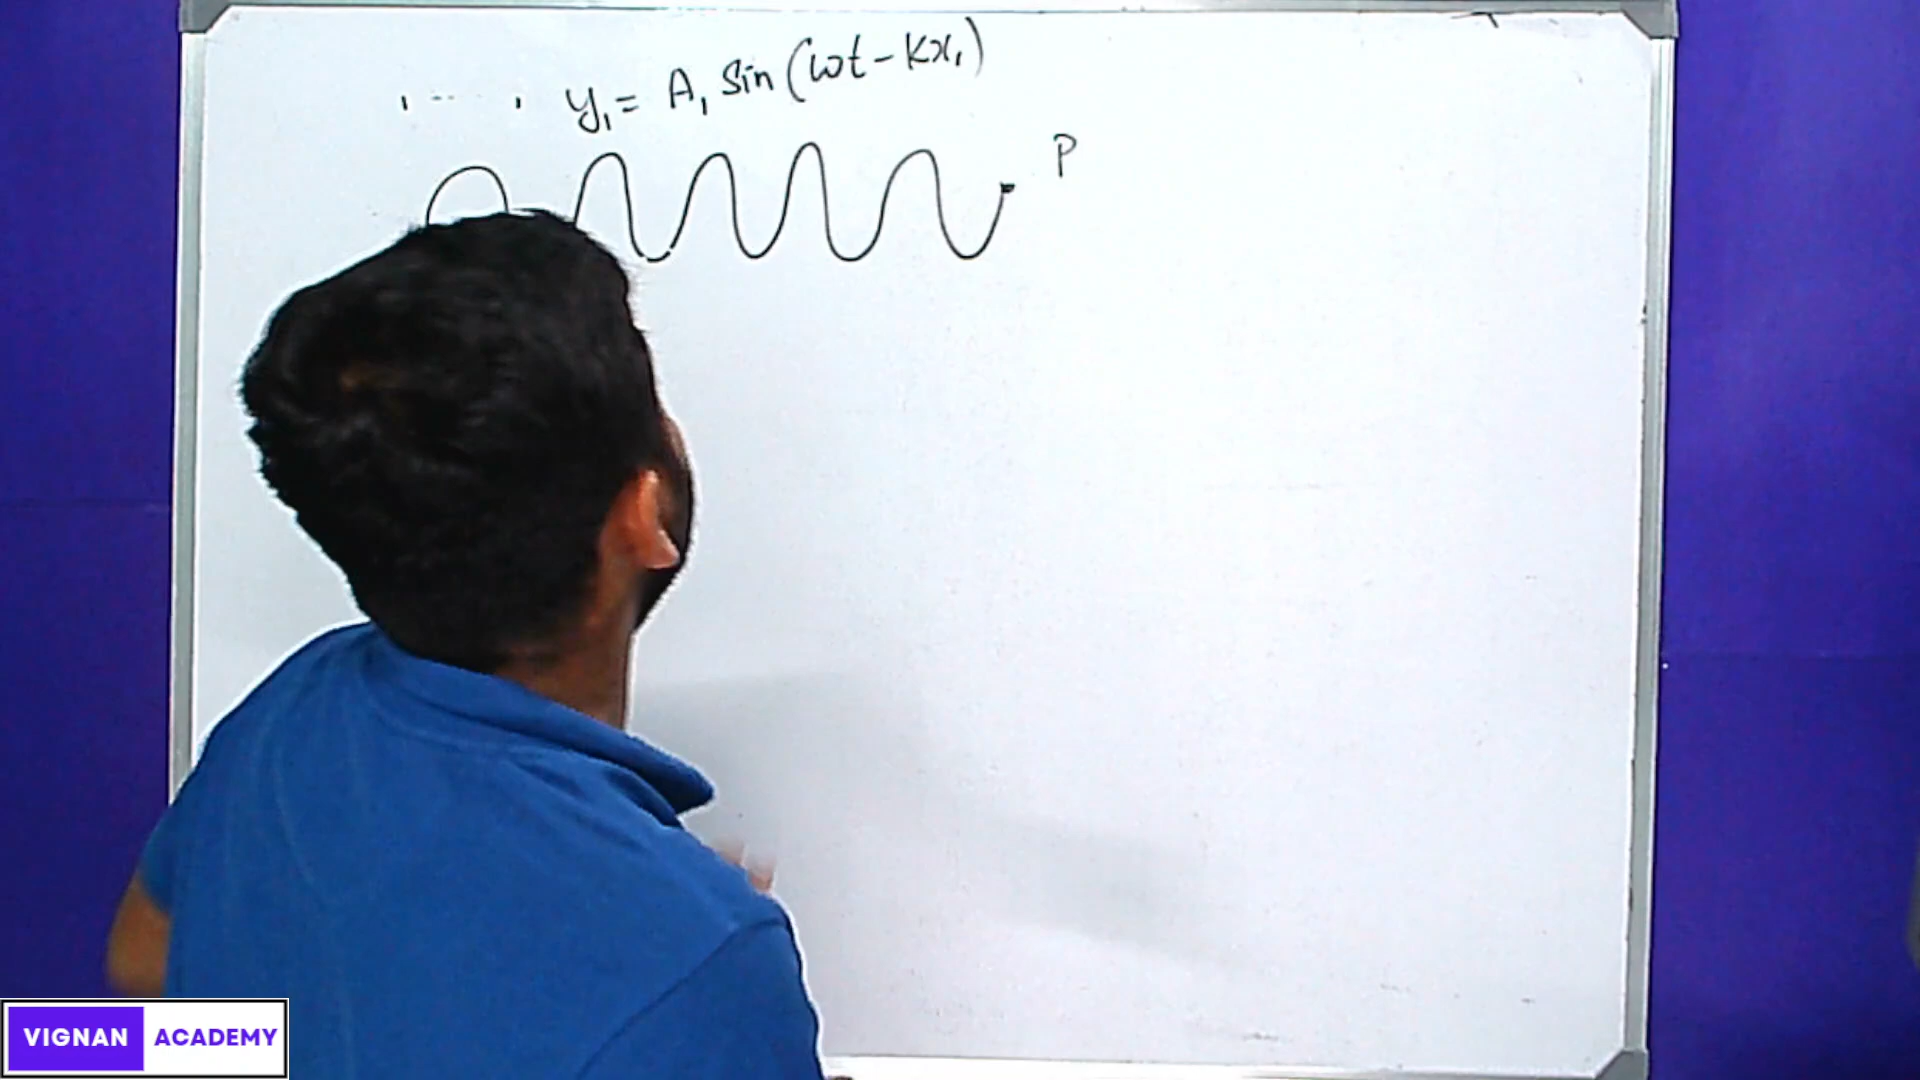 y₁ = A₁ sin (ωt - kx₁)
P
VIGNAN ACADEMY